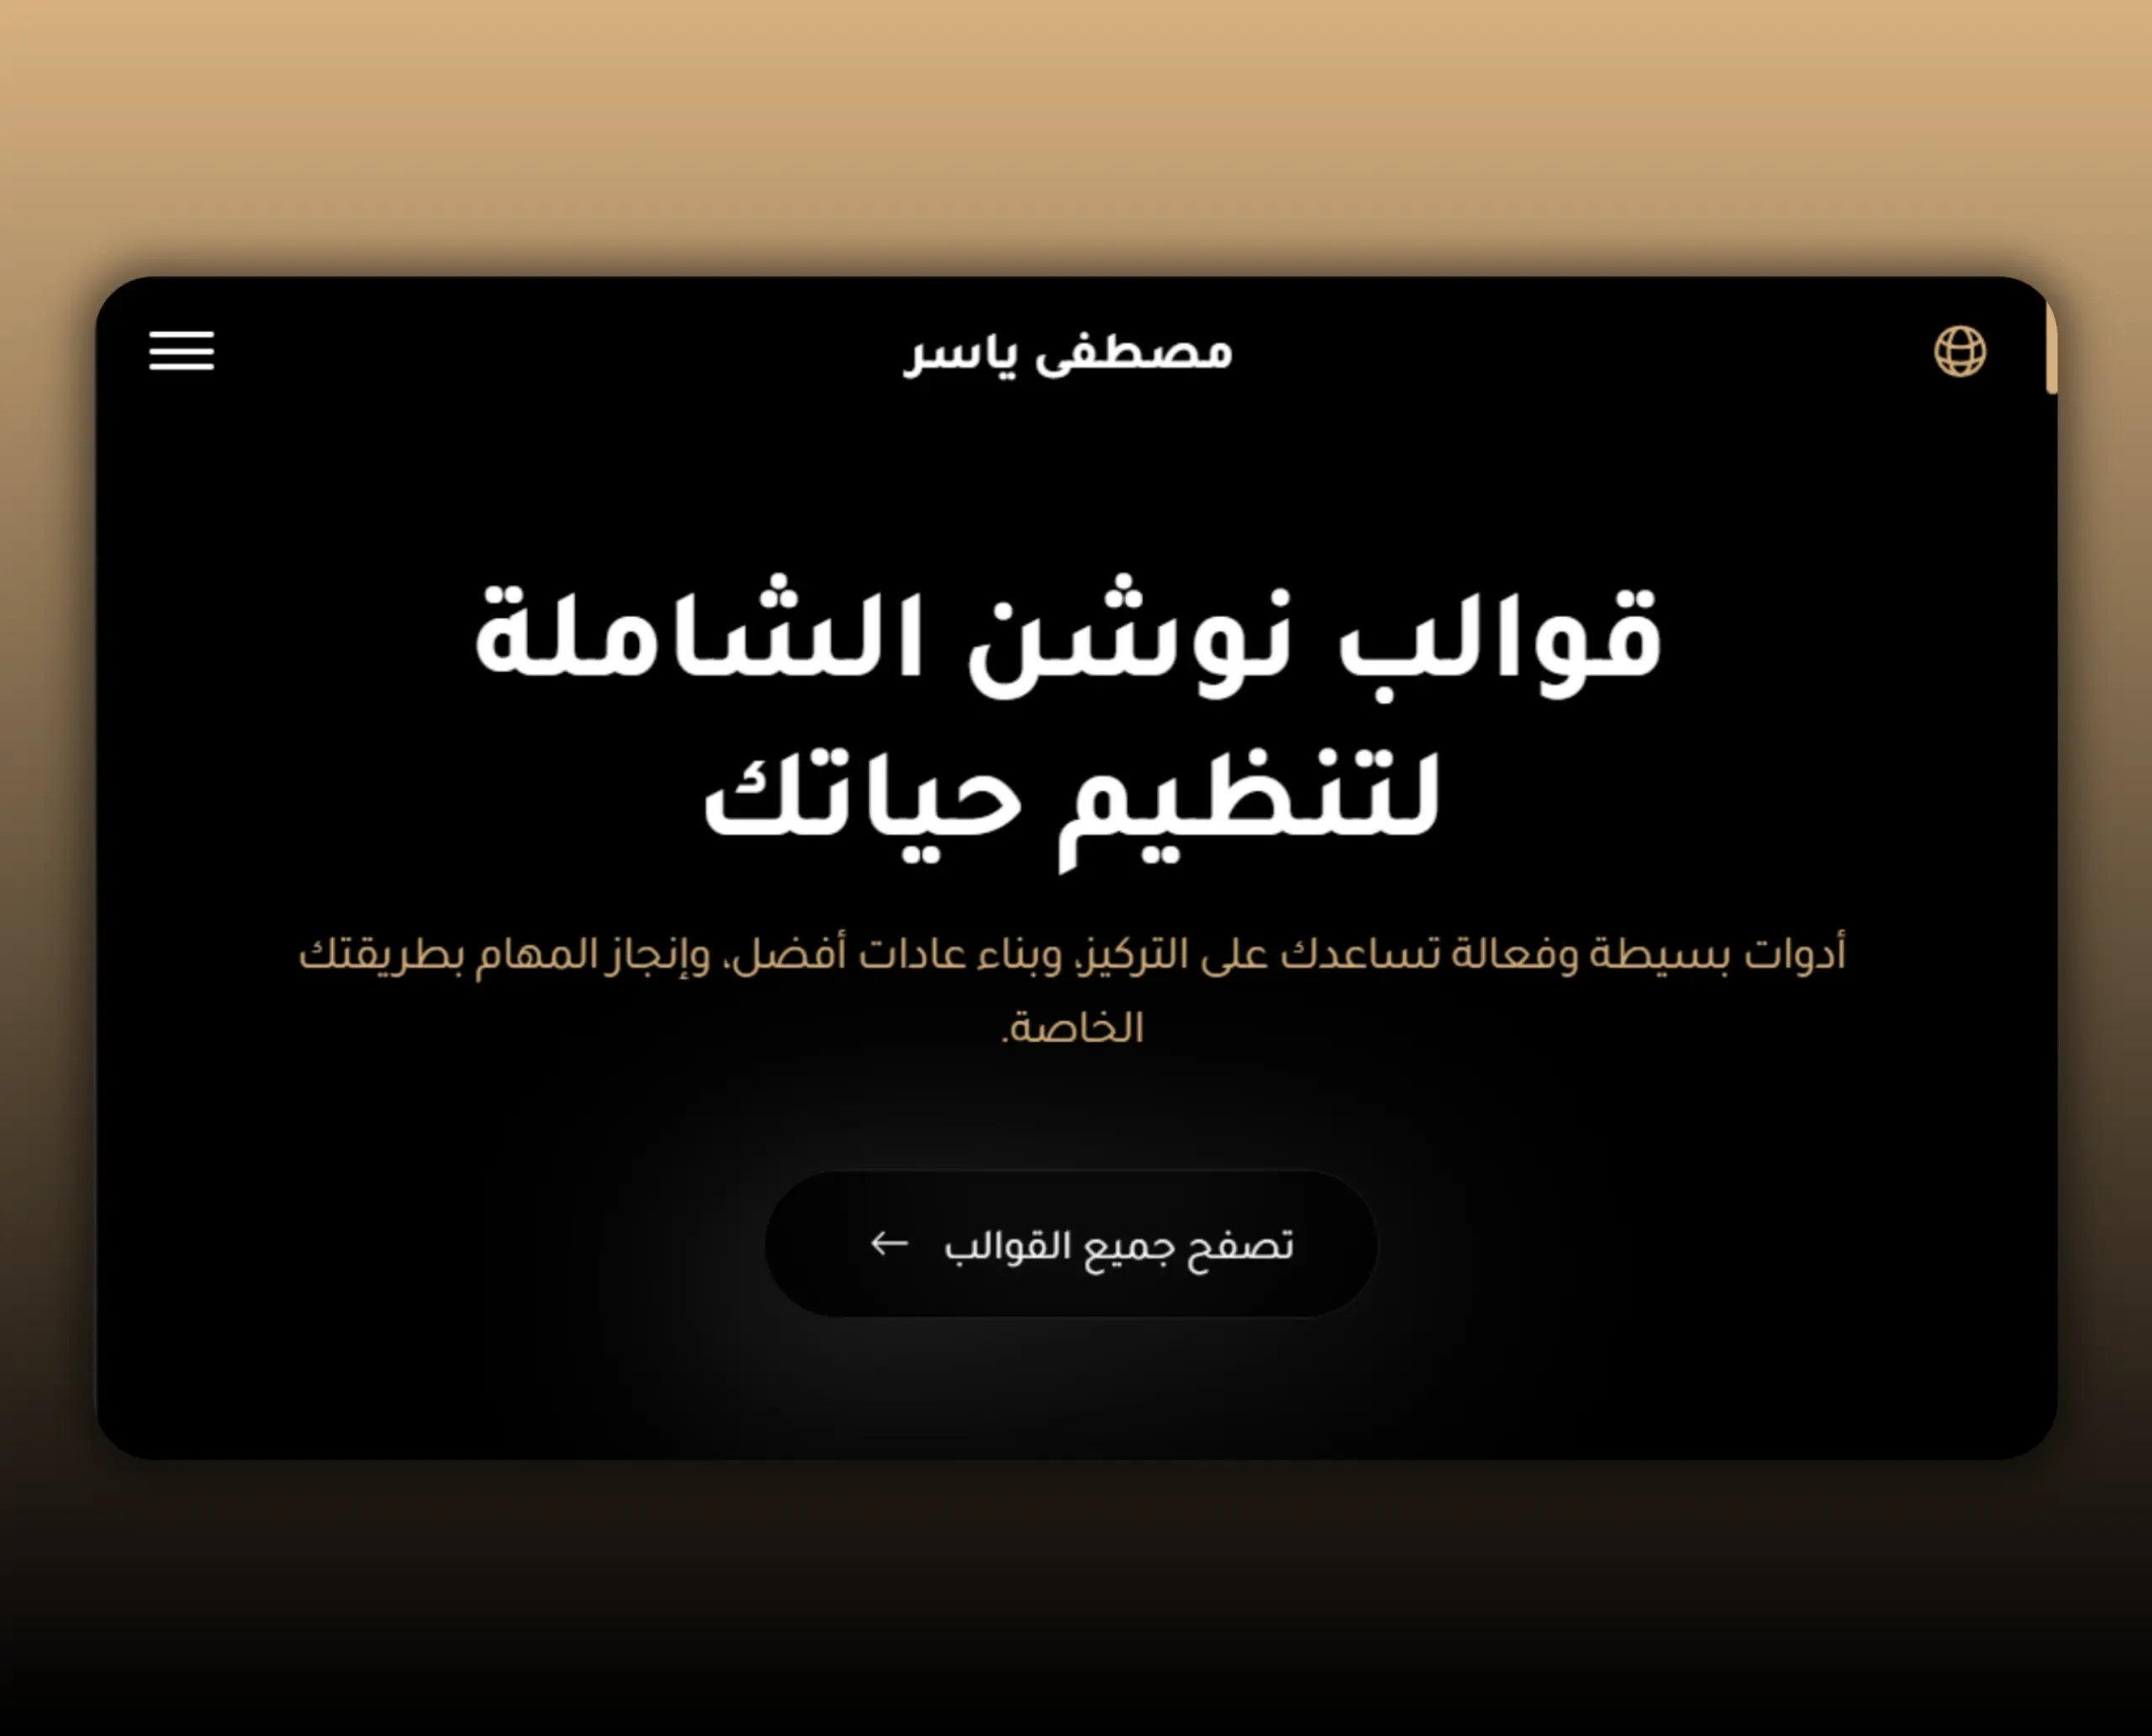 مصطفى ياسر
قوالب نوشن الشاملة
لتنظيم حياتك
أدوات بسيطة وفعالة تساعدك على التركيز، وبناء عادات أفضل، وإنجاز المهام بطريقتك
الخاصة.
تصفح جميع القوالب ←